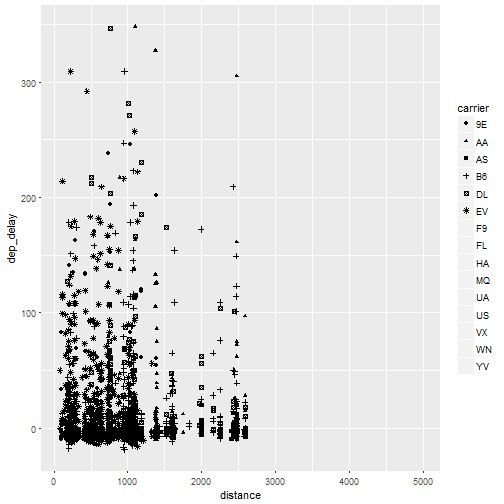 300
200
100
0
dep_delay
0
1000
2000
3000
4000
5000
distance
carrier
9E
AA
AS
B6
DL
EV
F9
FL
HA
MQ
UA
US
VX
WN
YV